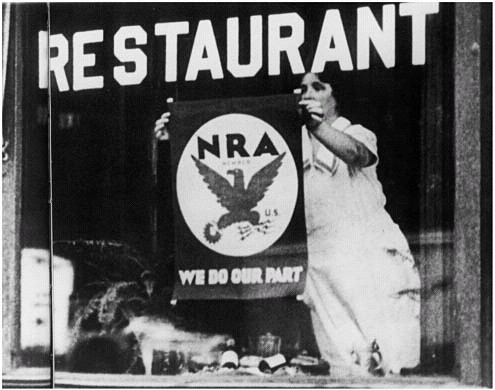 RESTAURANT
NRA
MEMBER
U.S.
WE DO OUR PART